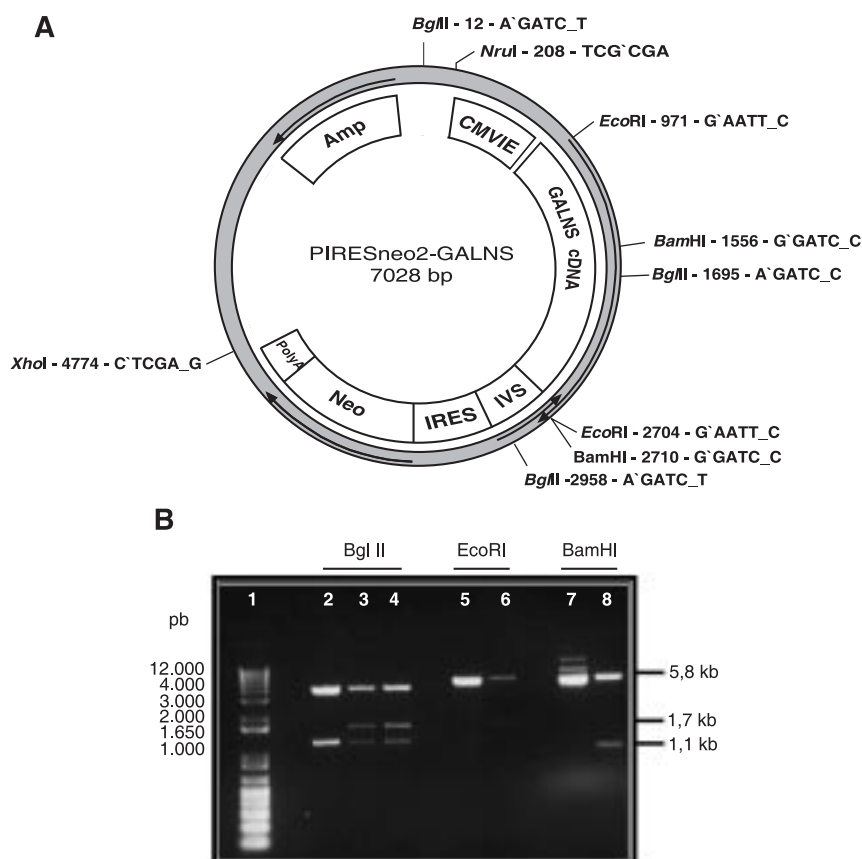 A
BglII - 12 - A`GATC_T
NruI - 208 - TCG`CGA
EcoRI - 971 - G`AATT_C
BamHI - 1556 - G`GATC_C
BglII - 1695 - A`GATC_C
EcoRI - 2704 - G`AATT_C
BamHI - 2710 - G`GATC_C
BglII -2958 - A`GATC_T
XhoI - 4774 - C`TCGA_G
Amp
CMVIE
GALNS cDNA
IVS
IRES
Neo
PolyA
PIRESneo2-GALNS
7028 bp
B
Bgl II EcoRI BamHI
1 2 3 4 5 6 7 8
pb
12.000
4.000
3.000
2.000
1.650
1.000
5,8 kb
1,7 kb
1,1 kb